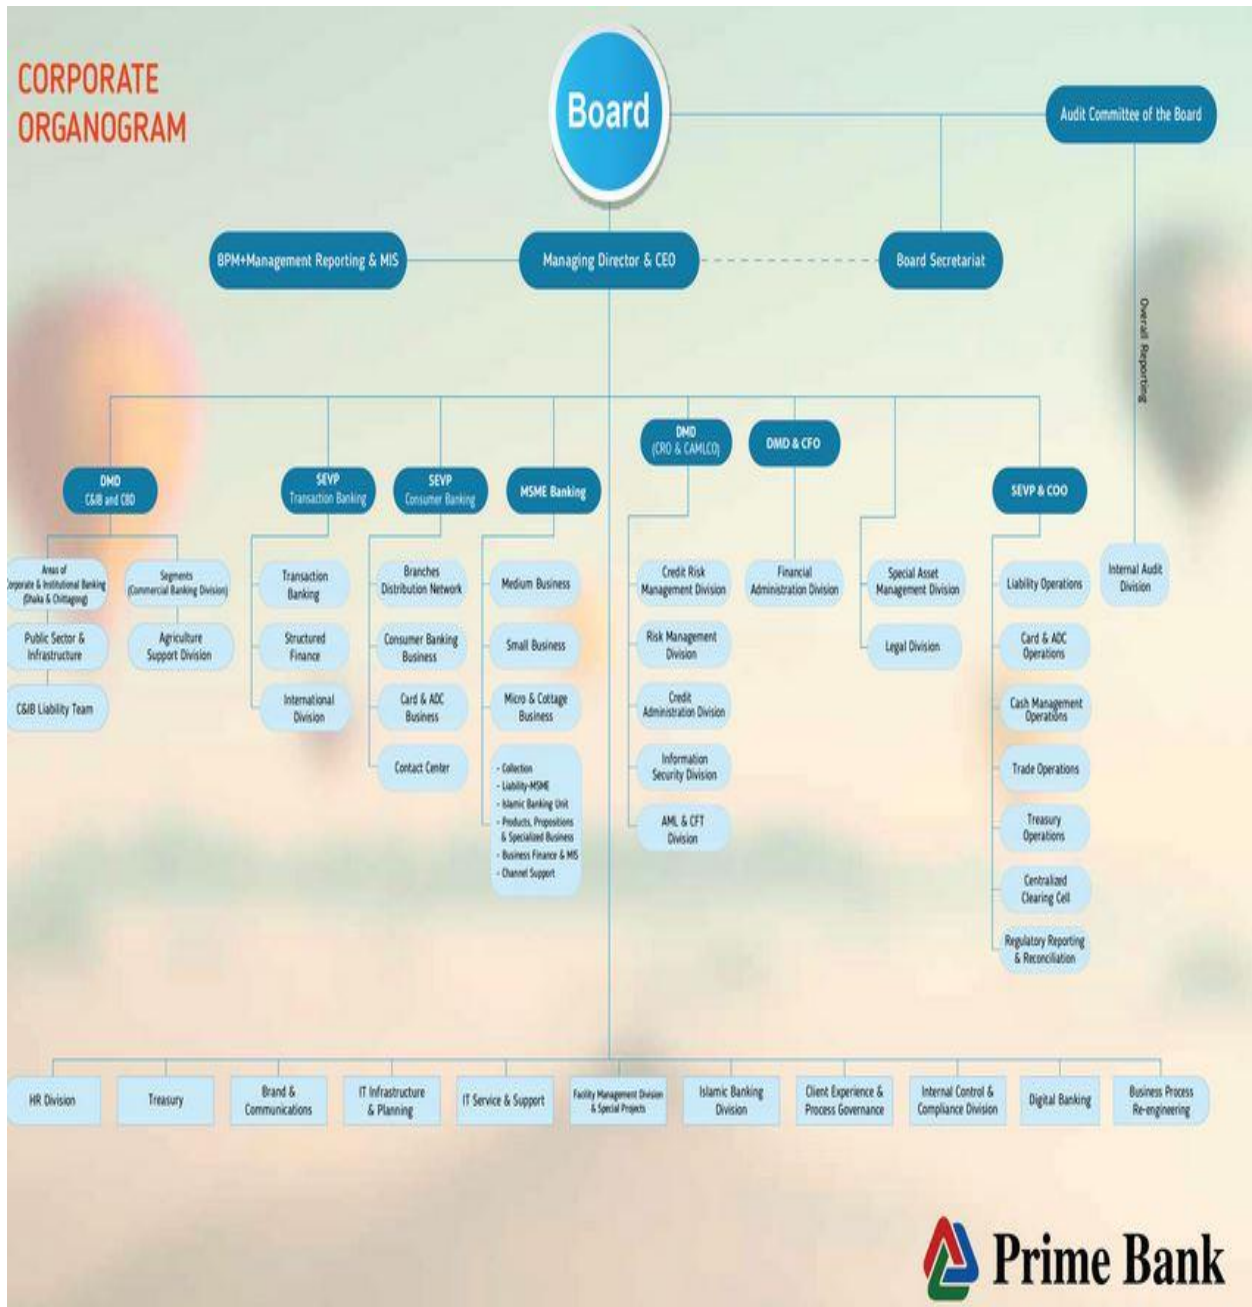 CORPORATE
ORGANOGRAM
Board
Audit Committee of the Board
BPM+Management Reporting & MIS
Managing Director & CEO
Board Secretariat
Overall Reporting
DMD
C&IB and CBD
SEVP
Transaction Banking
SEVP
Consumer Banking
MSME Banking
DMD
(CRO & CAMLCO)
DMD & CFO
SEVP & COO
Areas of
Corporate & Institutional Banking
(Dhaka & Chittagong)
Public Sector &
Infrastructure
C&IB Liability Team
Segments
(Commercial Banking Division)
Agriculture
Support Division
Transaction
Banking
Structured
Finance
International
Division
Branches
Distribution Network
Consumer Banking
Business
Card & ADC
Business
Contact Center
Medium Business
Small Business
Micro & Cottage
Business
- Collection
- Liability-MSME
- Islamic Banking Unit
- Products, Propositions
& Specialized Business
- Business Finance & MIS
- Channel Support
Credit Risk
Management Division
Risk Management
Division
Credit
Administration Division
Information
Security Division
AML & CFT
Division
Financial
Administration Division
Special Asset
Management Division
Legal Division
Liability Operations
Card & ADC
Operations
Cash Management
Operations
Trade Operations
Treasury
Operations
Centralized
Clearing Cell
Regulatory Reporting
& Reconciliation
Internal Audit
Division
HR Division
Treasury
Brand &
Communications
IT Infrastructure
& Planning
IT Service & Support
Facility Management Division
& Special Projects
Islamic Banking
Division
Client Experience &
Process Governance
Internal Control &
Compliance Division
Digital Banking
Business Process
Re-engineering
Prime Bank